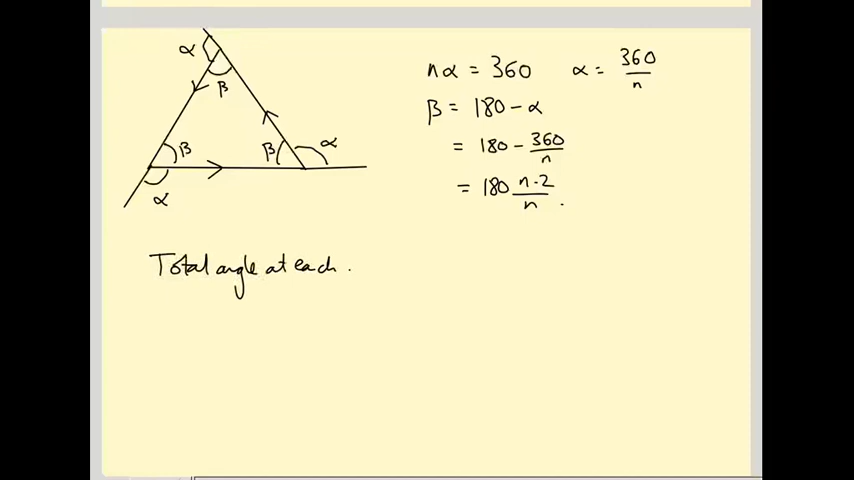 α
β
β
β
α
α
nα = 360 α = 360/n
β = 180 - α
= 180 - 360/n
= 180 n-2/n .
Total angle at each .